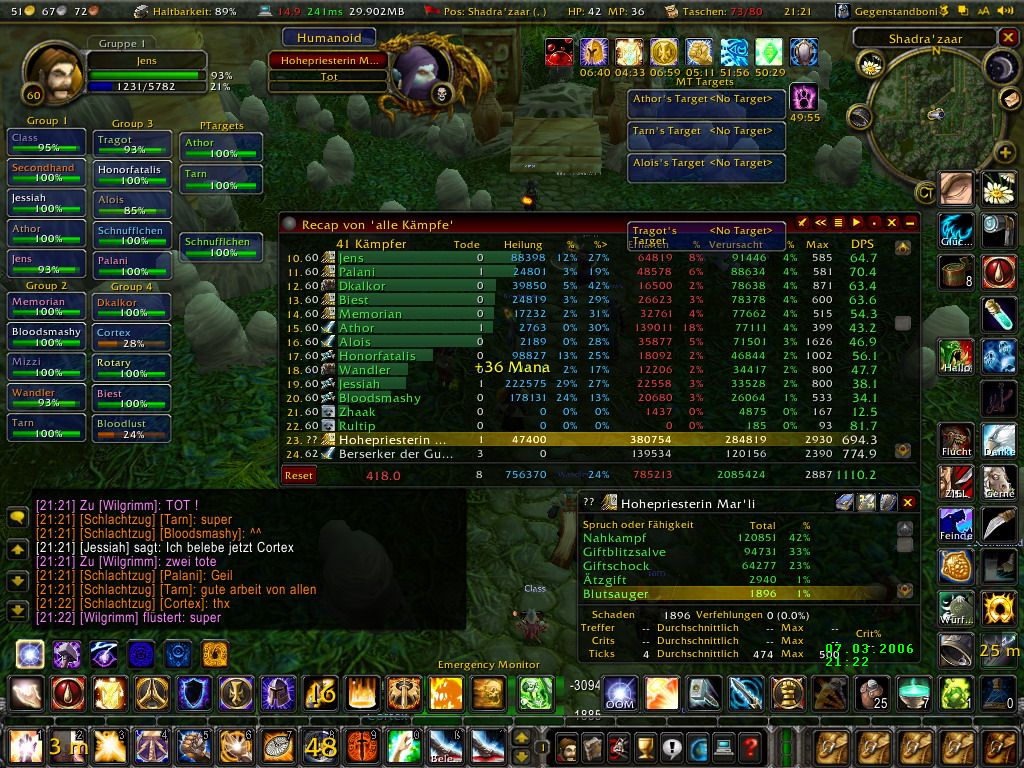 51 67 72 Haltbarkeit: 89% 14.9 241ms 29.902MB Pos: Shadra'zaar (, ) HP: 42 MP: 36 Taschen: 73/80 21:21 Gegenstandboni
Gruppe 1
Jens
93%
1231/5782 21%
60
Humanoid
Hohepriesterin M...
Tot
06:40 04:33 06:59 05:11 51:56 50:29
MT Targets
49:55
Athor's Target <No Target>
Tarn's Target <No Target>
Alois's Target <No Target>
Shadra'zaar
N
Group 1
Class
95%
Secondhand
100%
Jessiah
100%
Athor
100%
Jens
93%
Group 2
Memorian
100%
Bloodsmashy
100%
Mizzi
100%
Wandler
93%
Tarn
100%
Group 3
Tragot
93%
Honorfatalis
100%
Alois
85%
Schnufflchen
100%
Palani
100%
Group 4
Dkalkor
100%
Cortex
28%
Rotary
100%
Biest
100%
Bloodlust
24%
PTargets
Athor
100%
Tarn
100%
Schnufflchen
100%
Recap von 'alle Kämpfe'
Tragot's Target
41 Kämpfer Tode Heilung % %> Verursacht % Max DPS
10. 60 Jens 0 88398 12% 27% 64819 8% 91446 4% 585 64.7
11. 60 Palani 1 24801 3% 19% 48578 6% 88634 4% 581 70.4
12. 60 Dkalkor 0 39850 5% 42% 16500 2% 78638 4% 871 63.4
13. 60 Biest 0 24819 3% 29% 26623 3% 78378 4% 600 63.6
14. 60 Memorian 0 17232 2% 31% 32761 4% 77662 4% 515 54.3
15. 60 Athor 1 2763 0% 30% 139011 18% 77111 4% 399 43.2
16. 60 Alois 0 2189 0% 28% 35877 5% 71501 3% 1626 46.9
17. 60 Honorfatalis 98827 13% 25% 18092 2% 46844 2% 1002 56.1
18. 60 Wandler 2% 17% 12206 2% 34417 2% 800 47.7
+36 Mana
19. 60 Jessiah 1 222575 29% 27% 22558 3% 33528 2% 800 38.1
20. 60 Bloodsmashy 0 178131 24% 13% 20680 3% 26064 1% 533 34.1
21. 60 Zhaak 0 0 0% 0% 1437 0% 4875 0% 167 12.5
22. 60 Rultip 0 0 0% 0% 0 0% 185 0% 93 81.7
23. ?? Hohepriesterin ... 1 47400 380754 284819 2930 694.3
24. 62 Berserker der Gu... 3 0 139534 120156 2390 774.9
Reset 418.0 8 756370 24% 785213 2085424 2887 1110.2
[21:21] Zu [Wilgrimm]: TOT !
[21:21] [Schlachtzug] [Tarn]: super
[21:21] [Schlachtzug] [Bloodsmashy]: ^^
[21:21] [Jessiah] sagt: Ich belebe jetzt Cortex
[21:21] Zu [Wilgrimm]: zwei tote
[21:21] [Schlachtzug] [Palani]: Geil
[21:21] [Schlachtzug] [Tarn]: gute arbeit von allen
[21:22] [Schlachtzug] [Cortex]: thx
[21:22] [Wilgrimm] flüstert: super
Class
?? Hohepriesterin Mar'li
Spruch oder Fähigkeit Total %
Nahkampf 120851 42%
Giftblitzsalve 94731 33%
Giftschock 64277 23%
Ätzgift 2940 1%
Blutsauger 1896 1%
Schaden 1896 Verfehlungen 0 (0.0%)
Treffer -- Durchschnittlich -- Max --
Crits -- Durchschnittlich -- Max -- Crit%
Ticks 4 Durchschnittlich 474 Max 590
07.03.2006
21:22
Glüc...
8
Hallo
Flucht
Danke
ZIEL
Gerne
Feinde
Würf...
25 m
Emergency Monitor
16
-3094
OOM
25
7
1
0
3 m
48
Bele...